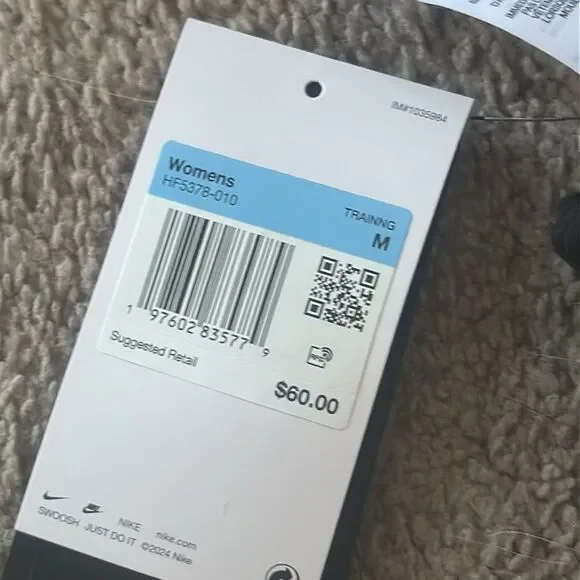 IM#1035984
Womens
HF5378-010
TRAINNG
M
1 97602 83577 9
Suggested Retail
$60.00
SWOOSH JUST DO IT NIKE nike.com
©2024 Nike